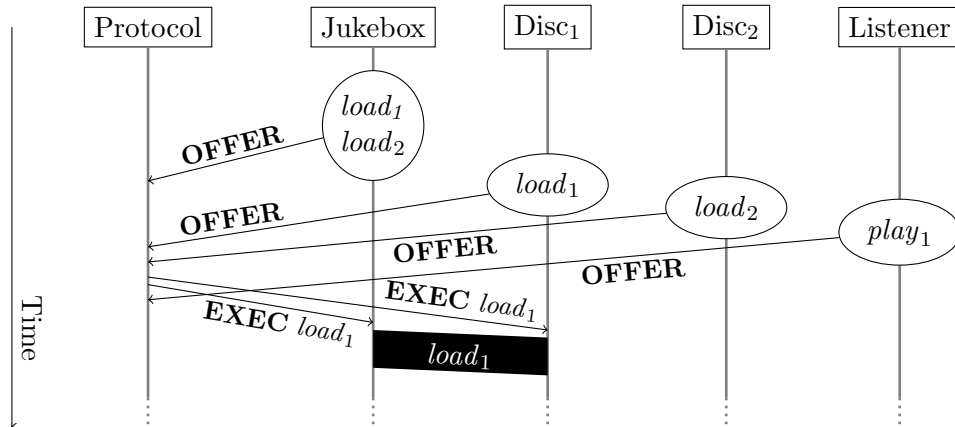 Protocol
Jukebox
Disc₁
Disc₂
Listener
load₁
load₂
OFFER
load₁
OFFER
load₂
OFFER
play₁
OFFER
EXEC load₁
EXEC load₁
load₁
Time